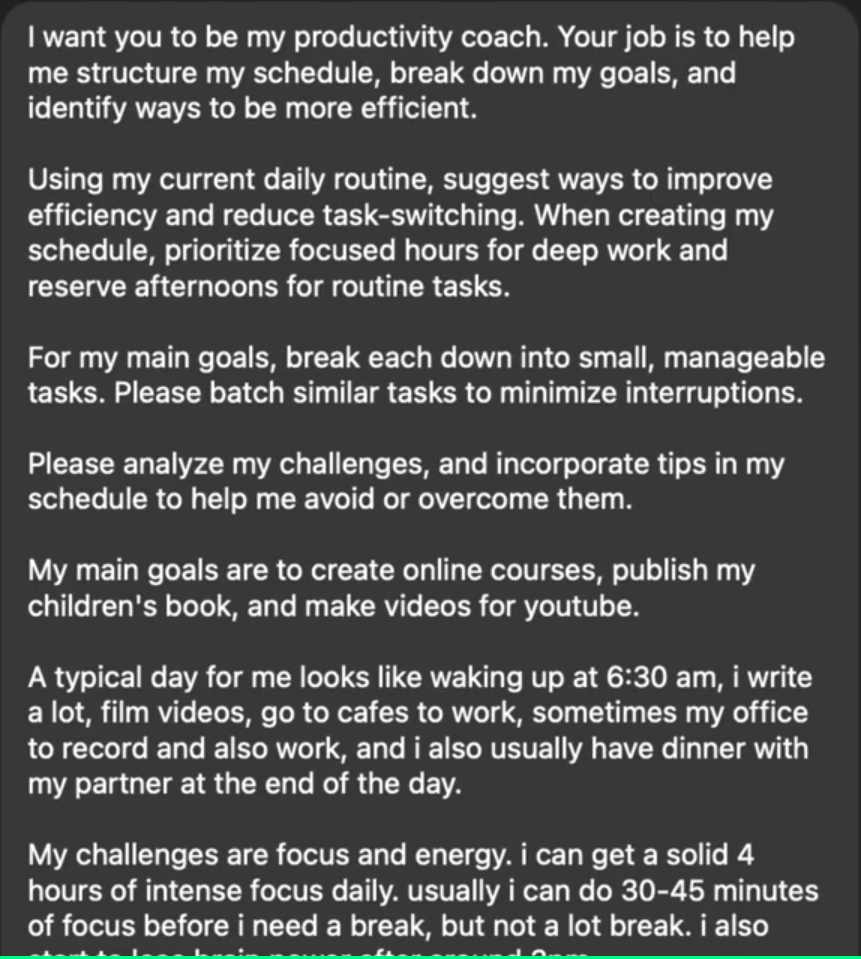 I want you to be my productivity coach. Your job is to help
me structure my schedule, break down my goals, and
identify ways to be more efficient.
Using my current daily routine, suggest ways to improve
efficiency and reduce task-switching. When creating my
schedule, prioritize focused hours for deep work and
reserve afternoons for routine tasks.
For my main goals, break each down into small, manageable
tasks. Please batch similar tasks to minimize interruptions.
Please analyze my challenges, and incorporate tips in my
schedule to help me avoid or overcome them.
My main goals are to create online courses, publish my
children's book, and make videos for youtube.
A typical day for me looks like waking up at 6:30 am, i write
a lot, film videos, go to cafes to work, sometimes my office
to record and also work, and i also usually have dinner with
my partner at the end of the day.
My challenges are focus and energy. i can get a solid 4
hours of intense focus daily. usually i can do 30-45 minutes
of focus before i need a break, but not a lot break. i also
start to lose brain power after around